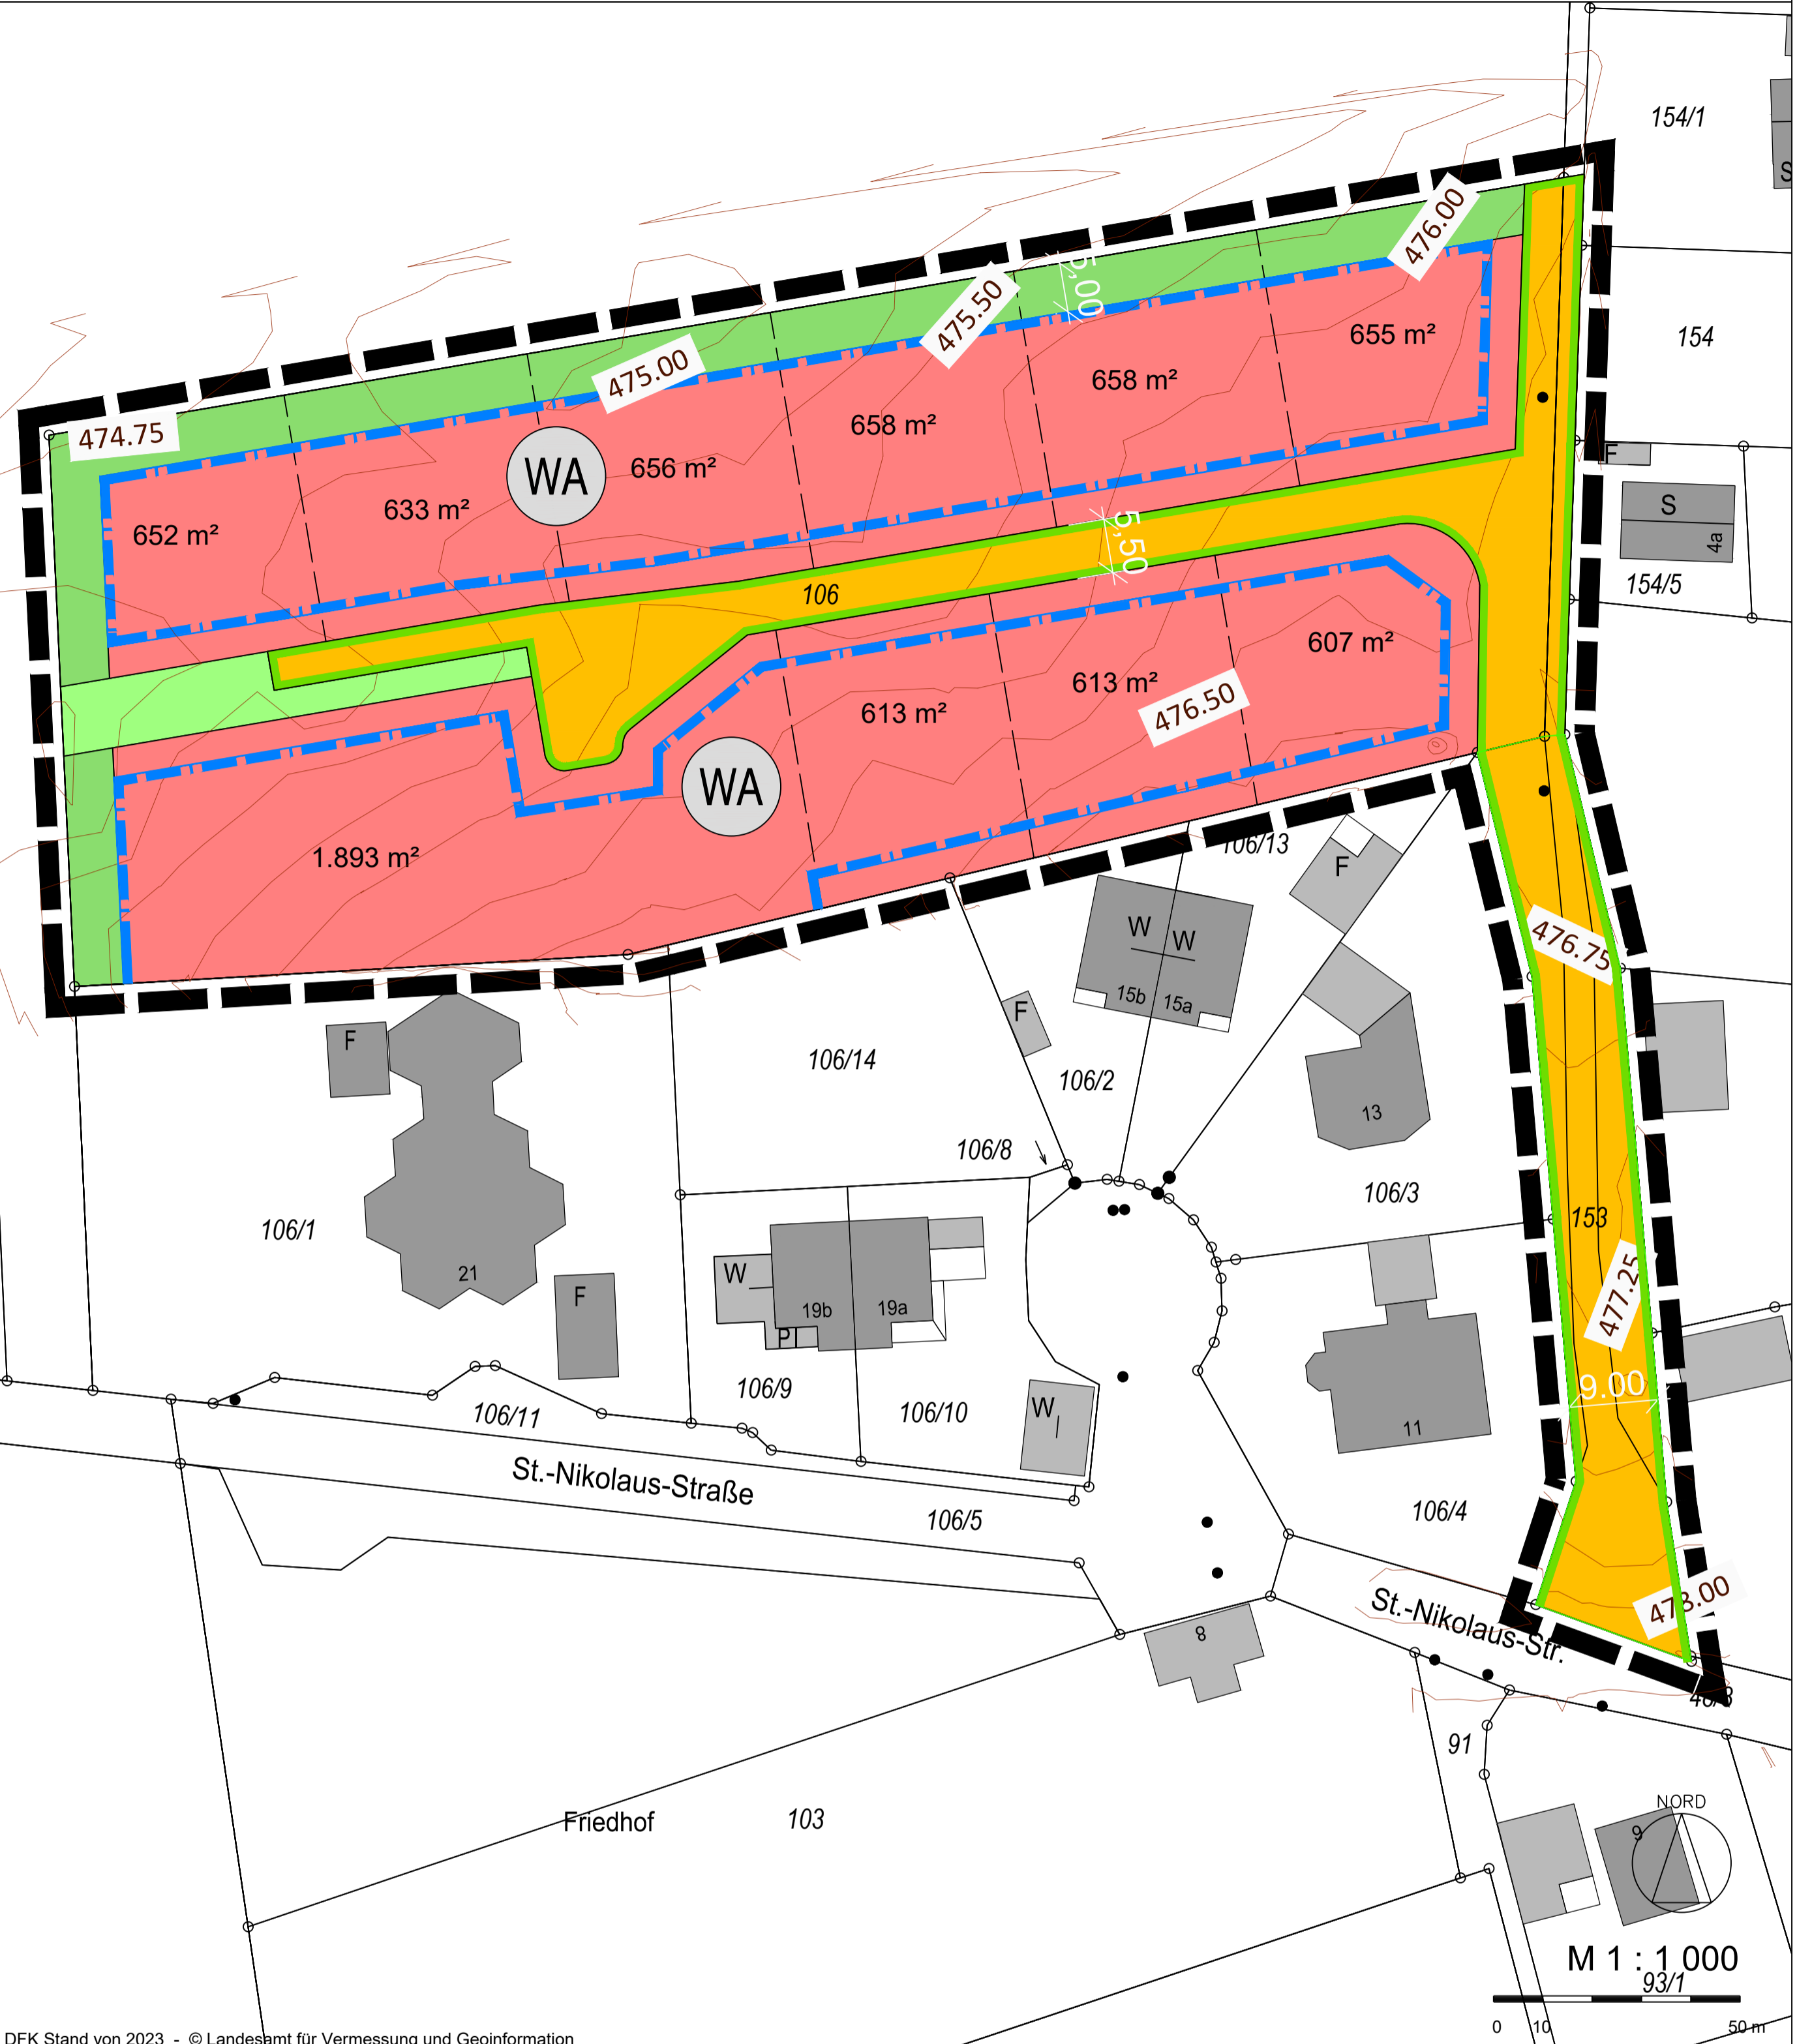 154/1
S
476.00
5,00
475.50
154
655 m²
475.00
658 m²
474.75
658 m²
F
656 m²
WA
633 m²
S
4a
652 m²
5,50
154/5
106
607 m²
613 m²
476.50
613 m²
WA
106/13
1.893 m²
F
W
W
476.75
15b
15a
F
F
106/14
106/2
13
106/8
106/3
153
106/1
21
W
F
19b
19a
PI
477.25
9.00
106/9
106/10
W
106/11
11
St.-Nikolaus-Straße
106/5
106/4
478.00
St.-Nikolaus-Str.
8
46/8
91
NORD
9
Friedhof
103
M 1 : 1 000
93/1
0 10 50 m
DFK Stand von 2023 - © Landesamt für Vermessung und Geoinformation